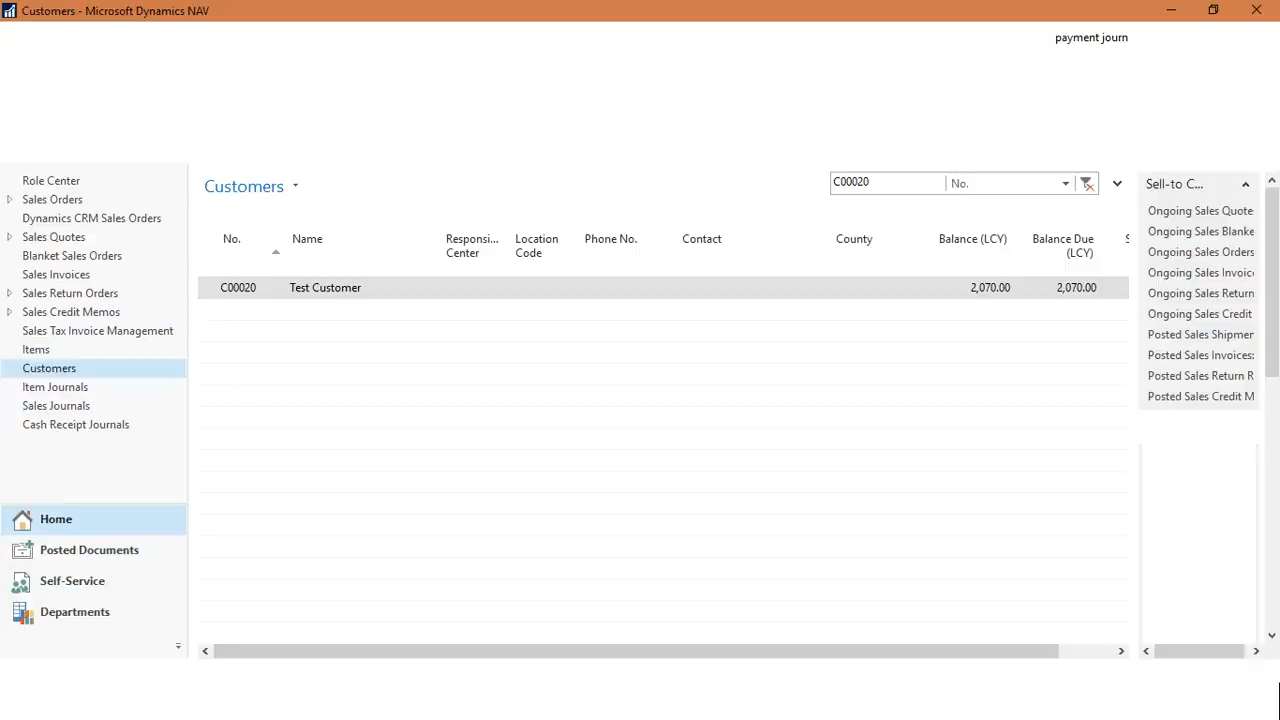 Customers - Microsoft Dynamics NAV
payment journ
Role Center
Sales Orders
Dynamics CRM Sales Orders
Sales Quotes
Blanket Sales Orders
Sales Invoices
Sales Return Orders
Sales Credit Memos
Sales Tax Invoice Management
Items
Customers
Item Journals
Sales Journals
Cash Receipt Journals
Home
Posted Documents
Self-Service
Departments
Customers
C00020 No.
No. Name Responsi... Center Location Code Phone No. Contact County Balance (LCY) Balance Due (LCY) S
C00020 Test Customer 2,070.00 2,070.00
Sell-to C...
Ongoing Sales Quote
Ongoing Sales Blanke
Ongoing Sales Orders
Ongoing Sales Invoic
Ongoing Sales Return
Ongoing Sales Credit
Posted Sales Shipmen
Posted Sales Invoices:
Posted Sales Return R
Posted Sales Credit M